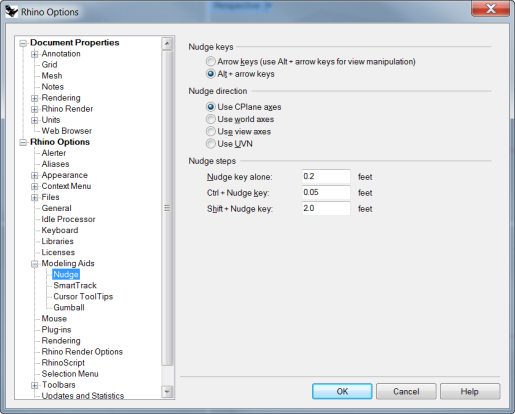 Perspective
Rhino Options
Document Properties
Annotation
Grid
Mesh
Notes
Rendering
Rhino Render
Units
Web Browser
Rhino Options
Alerter
Aliases
Appearance
Context Menu
Files
General
Idle Processor
Keyboard
Libraries
Licenses
Modeling Aids
Nudge
SmartTrack
Cursor ToolTips
Gumball
Mouse
Plug-ins
Rendering
Rhino Render Options
RhinoScript
Selection Menu
Toolbars
Updates and Statistics
Nudge keys
Arrow keys (use Alt + arrow keys for view manipulation)
Alt + arrow keys
Nudge direction
Use CPlane axes
Use world axes
Use view axes
Use UVN
Nudge steps
Nudge key alone: 0.2 feet
Ctrl + Nudge key: 0.05 feet
Shift + Nudge key: 2.0 feet
OK Cancel Help